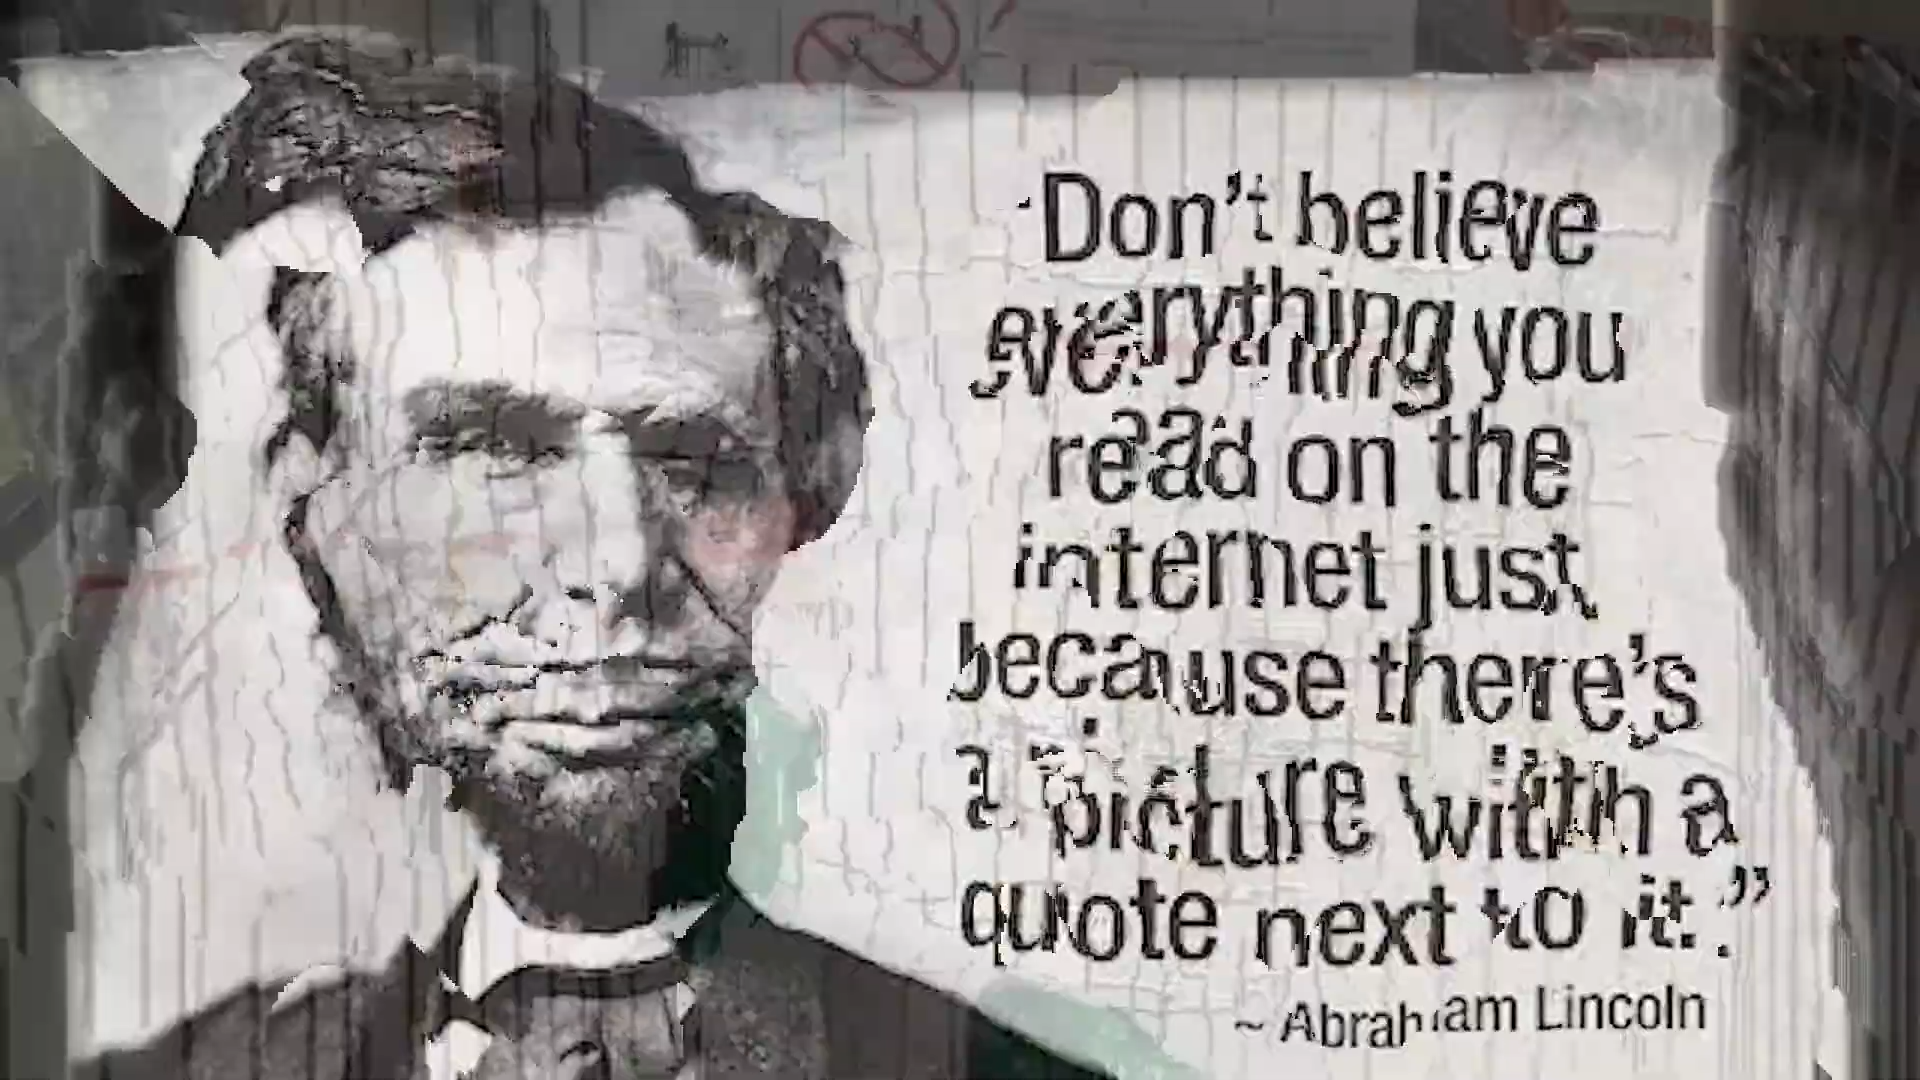 "Don't believe
everything you
read on the
internet just
because there's
a picture with a
quote next to it."
~ Abraham Lincoln